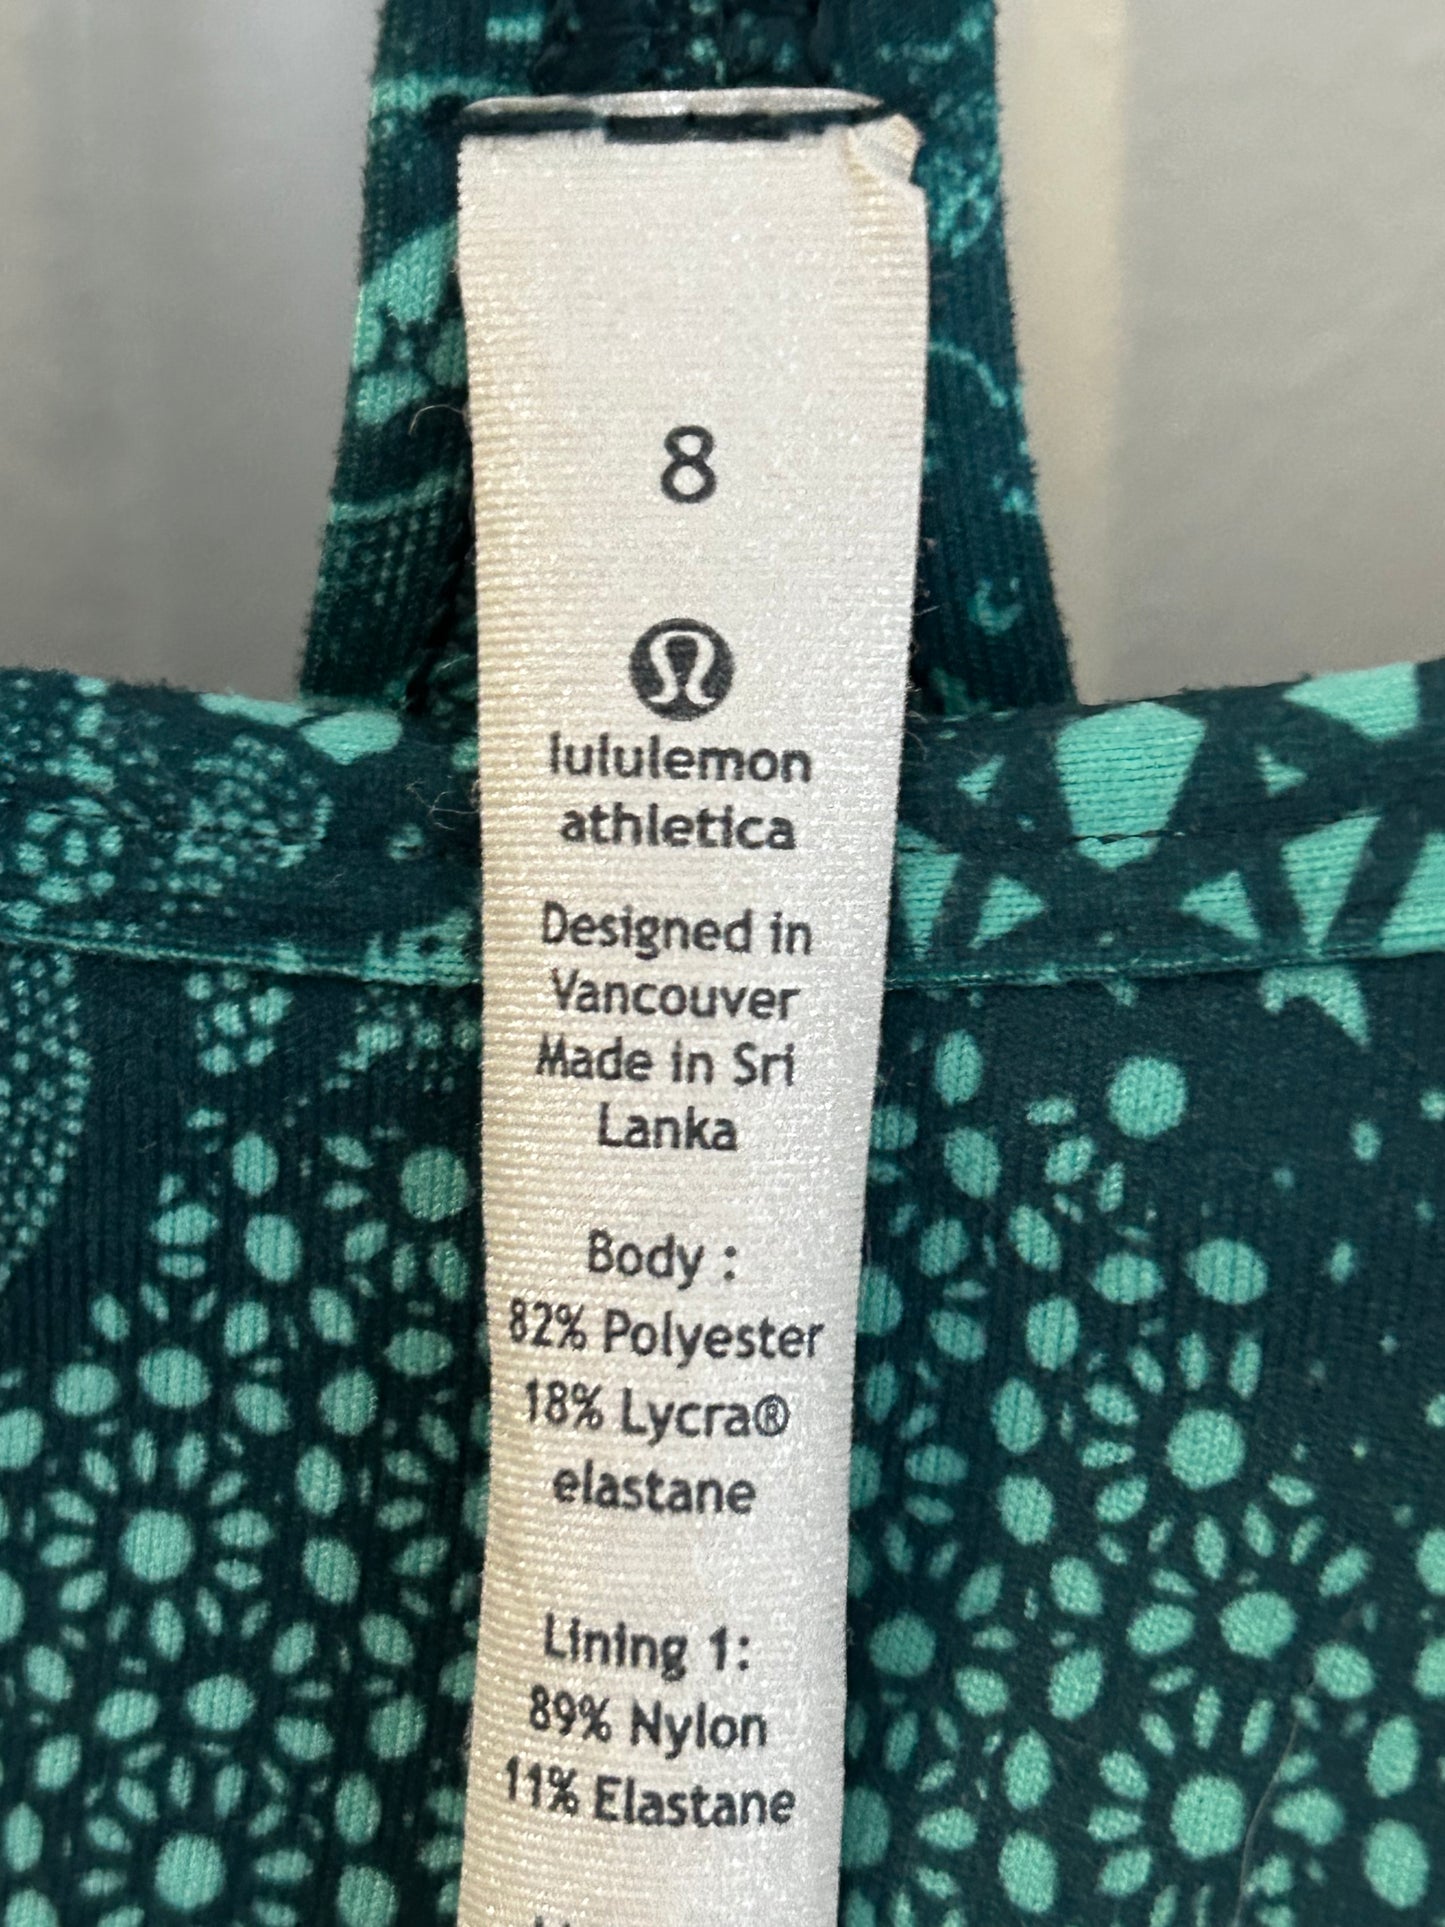 8
lululemon
athletica
Designed in
Vancouver
Made in Sri
Lanka
Body :
82% Polyester
18% Lycra®
elastane
Lining 1:
89% Nylon
11% Elastane